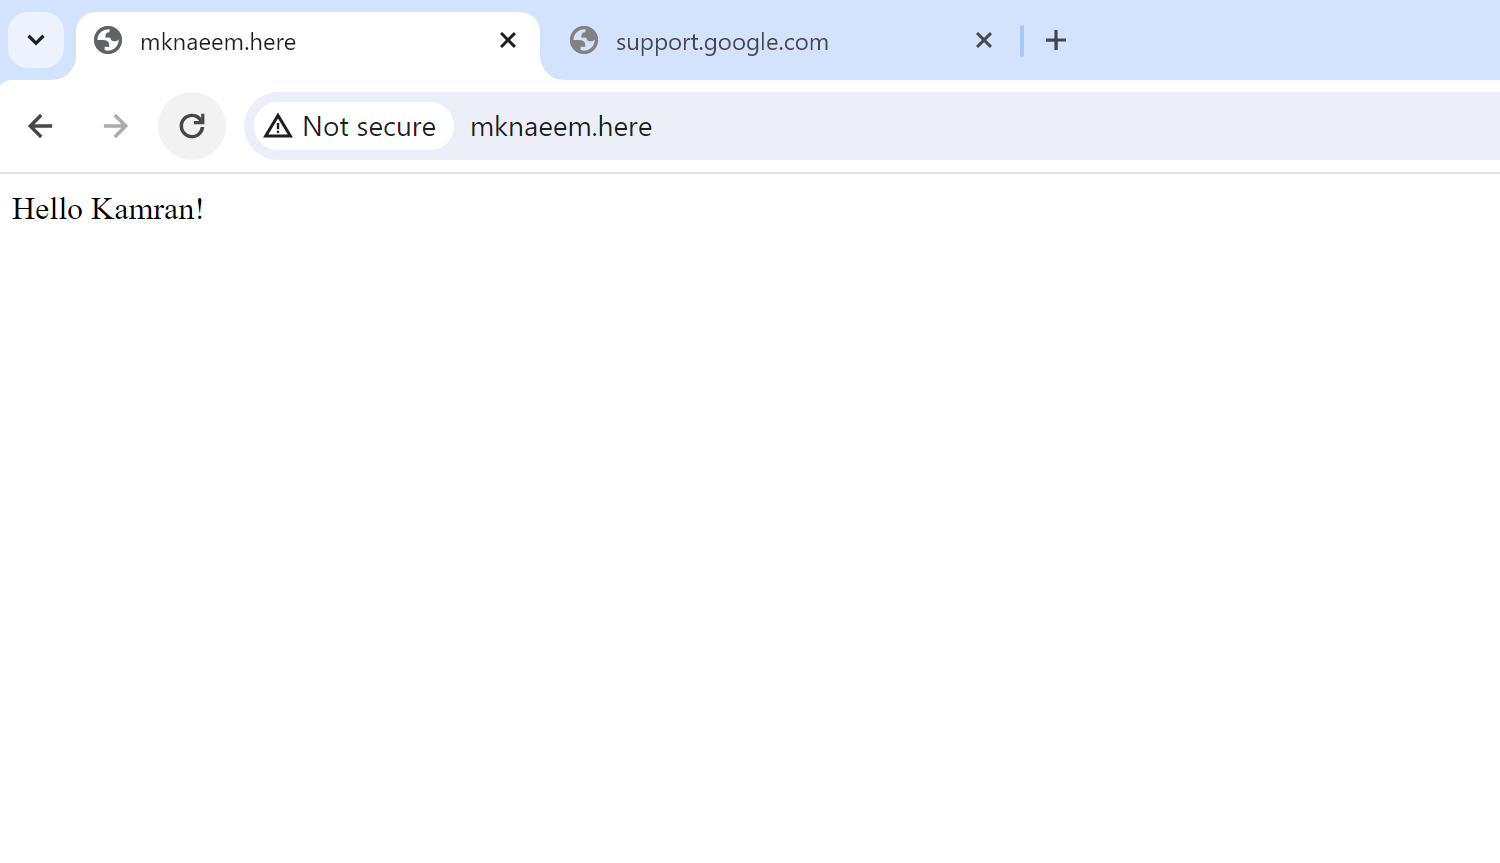 mknaeem.here
support.google.com
Not secure
mknaeem.here
Hello Kamran!